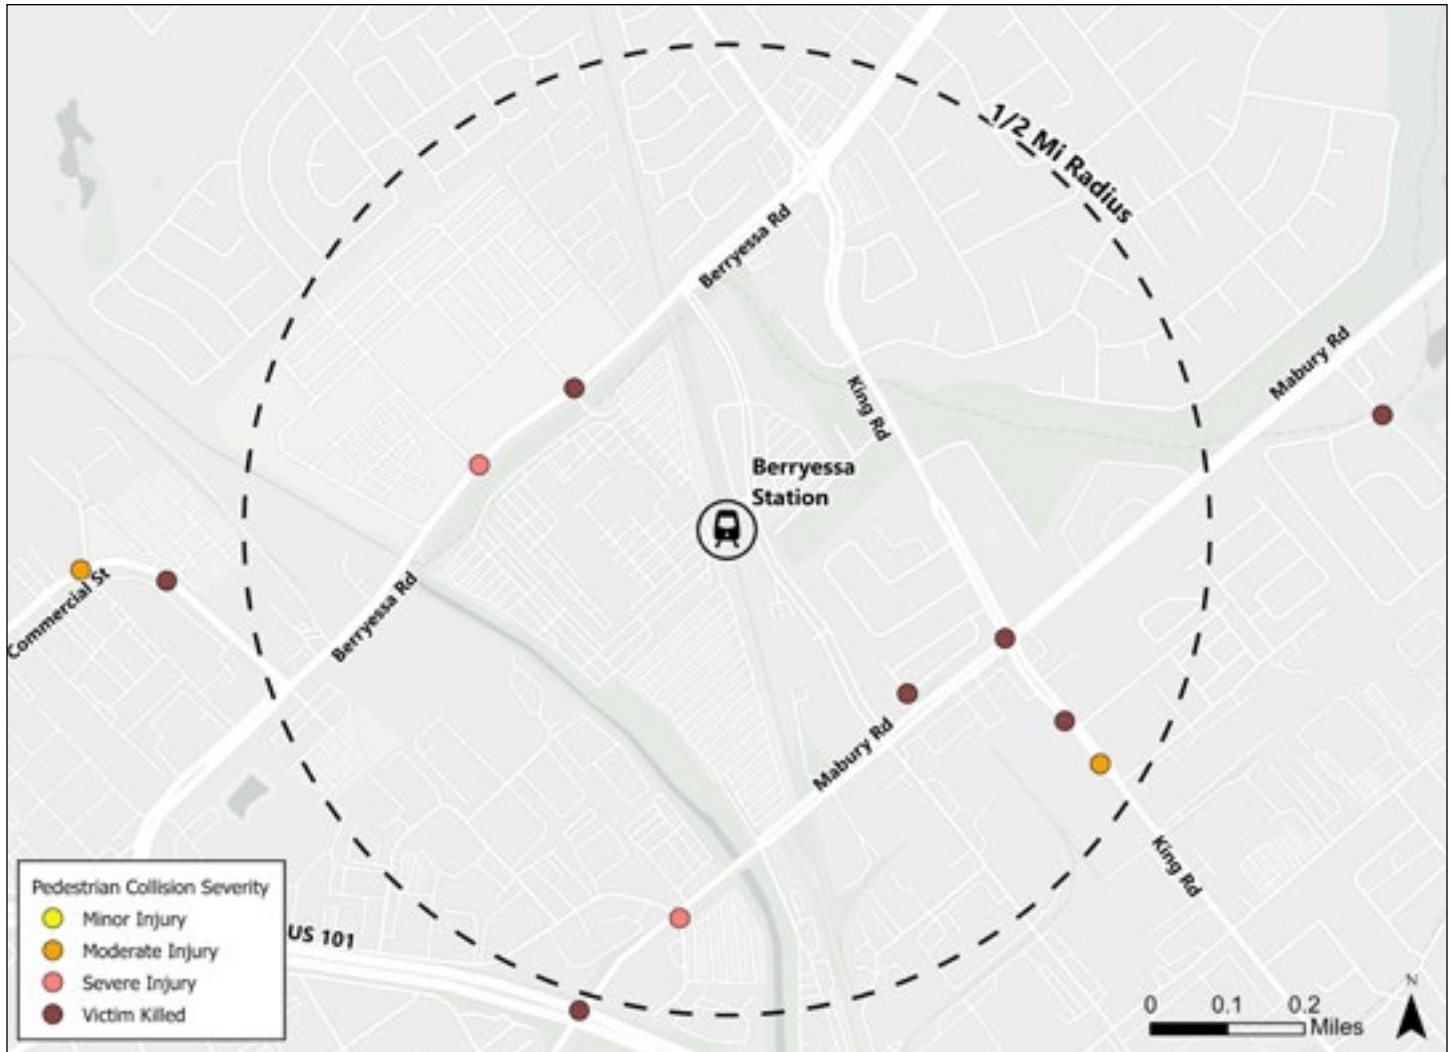 1/2 Mi Radius
Berryessa Rd
Mabury Rd
King Rd
Berryessa
Station
Commercial St
Berryessa Rd
Mabury Rd
King Rd
US 101
Pedestrian Collision Severity
Minor Injury
Moderate Injury
Severe Injury
Victim Killed
N
0 0.1 0.2
Miles